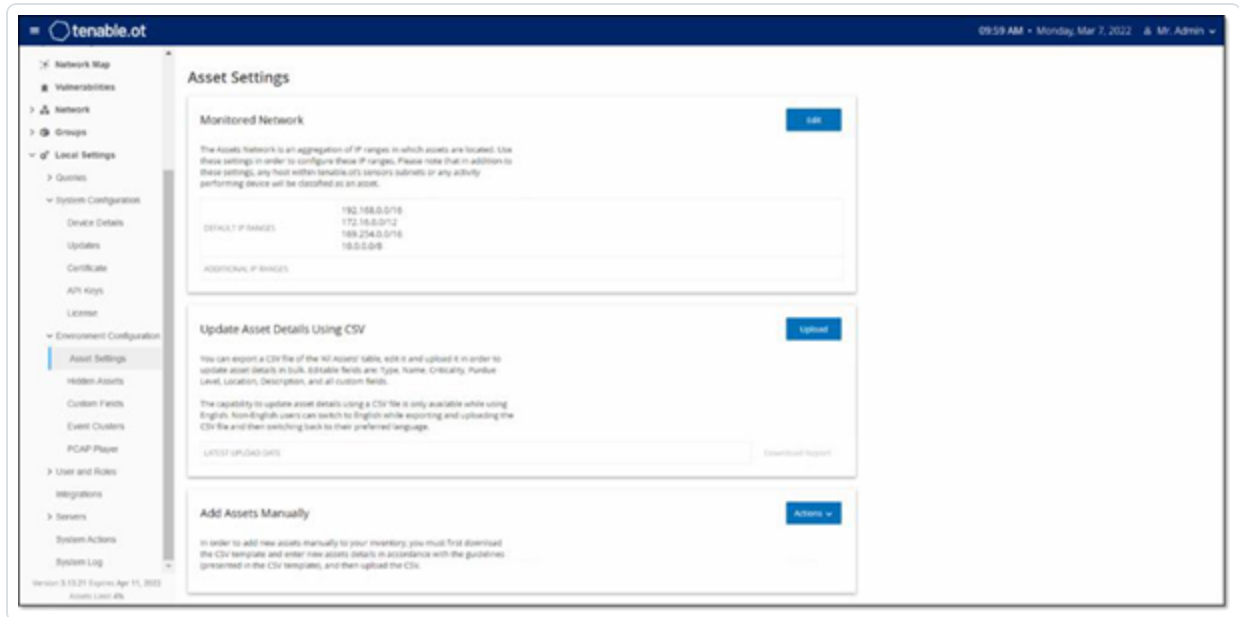 tenable.ot
09:59 AM • Monday, Mar 7, 2022 Mr. Admin
Network Map
Vulnerabilities
Network
Groups
Local Settings
Queries
System Configuration
Device Details
Updates
Certificate
API Keys
License
Environment Configuration
Asset Settings
Hidden Assets
Custom Fields
Event Clusters
PCAP Player
User and Roles
Integrations
Servers
System Actions
System Log
Version 3.13.21 Expires Apr 11, 2022
Assets Limit 4%
Asset Settings
Monitored Network
Edit
The Assets Network is an aggregation of IP ranges in which assets are located. Use
these settings in order to configure these IP ranges. Please note that in addition to
these settings, any host within tenable.ot's sensors subnets or any activity
performing device will be classified as an asset.
DEFAULT IP RANGES
192.168.0.0/16
172.16.0.0/12
169.254.0.0/16
10.0.0.0/8
ADDITIONAL IP RANGES
Update Asset Details Using CSV
Upload
You can export a CSV file of the 'All Assets' table, edit it and upload it in order to
update asset details in bulk. Editable fields are: Type, Name, Criticality, Purdue
Level, Location, Description, and all custom fields.
The capability to update asset details using a CSV file is only available while using
English. Non-English users can switch to English while exporting and uploading the
CSV file and then switching back to their preferred language.
LATEST UPLOAD DATE
Download Report
Add Assets Manually
Actions
In order to add new assets manually to your inventory, you must first download
the CSV template and enter new assets details in accordance with the guidelines
(presented in the CSV template), and then upload the CSV.